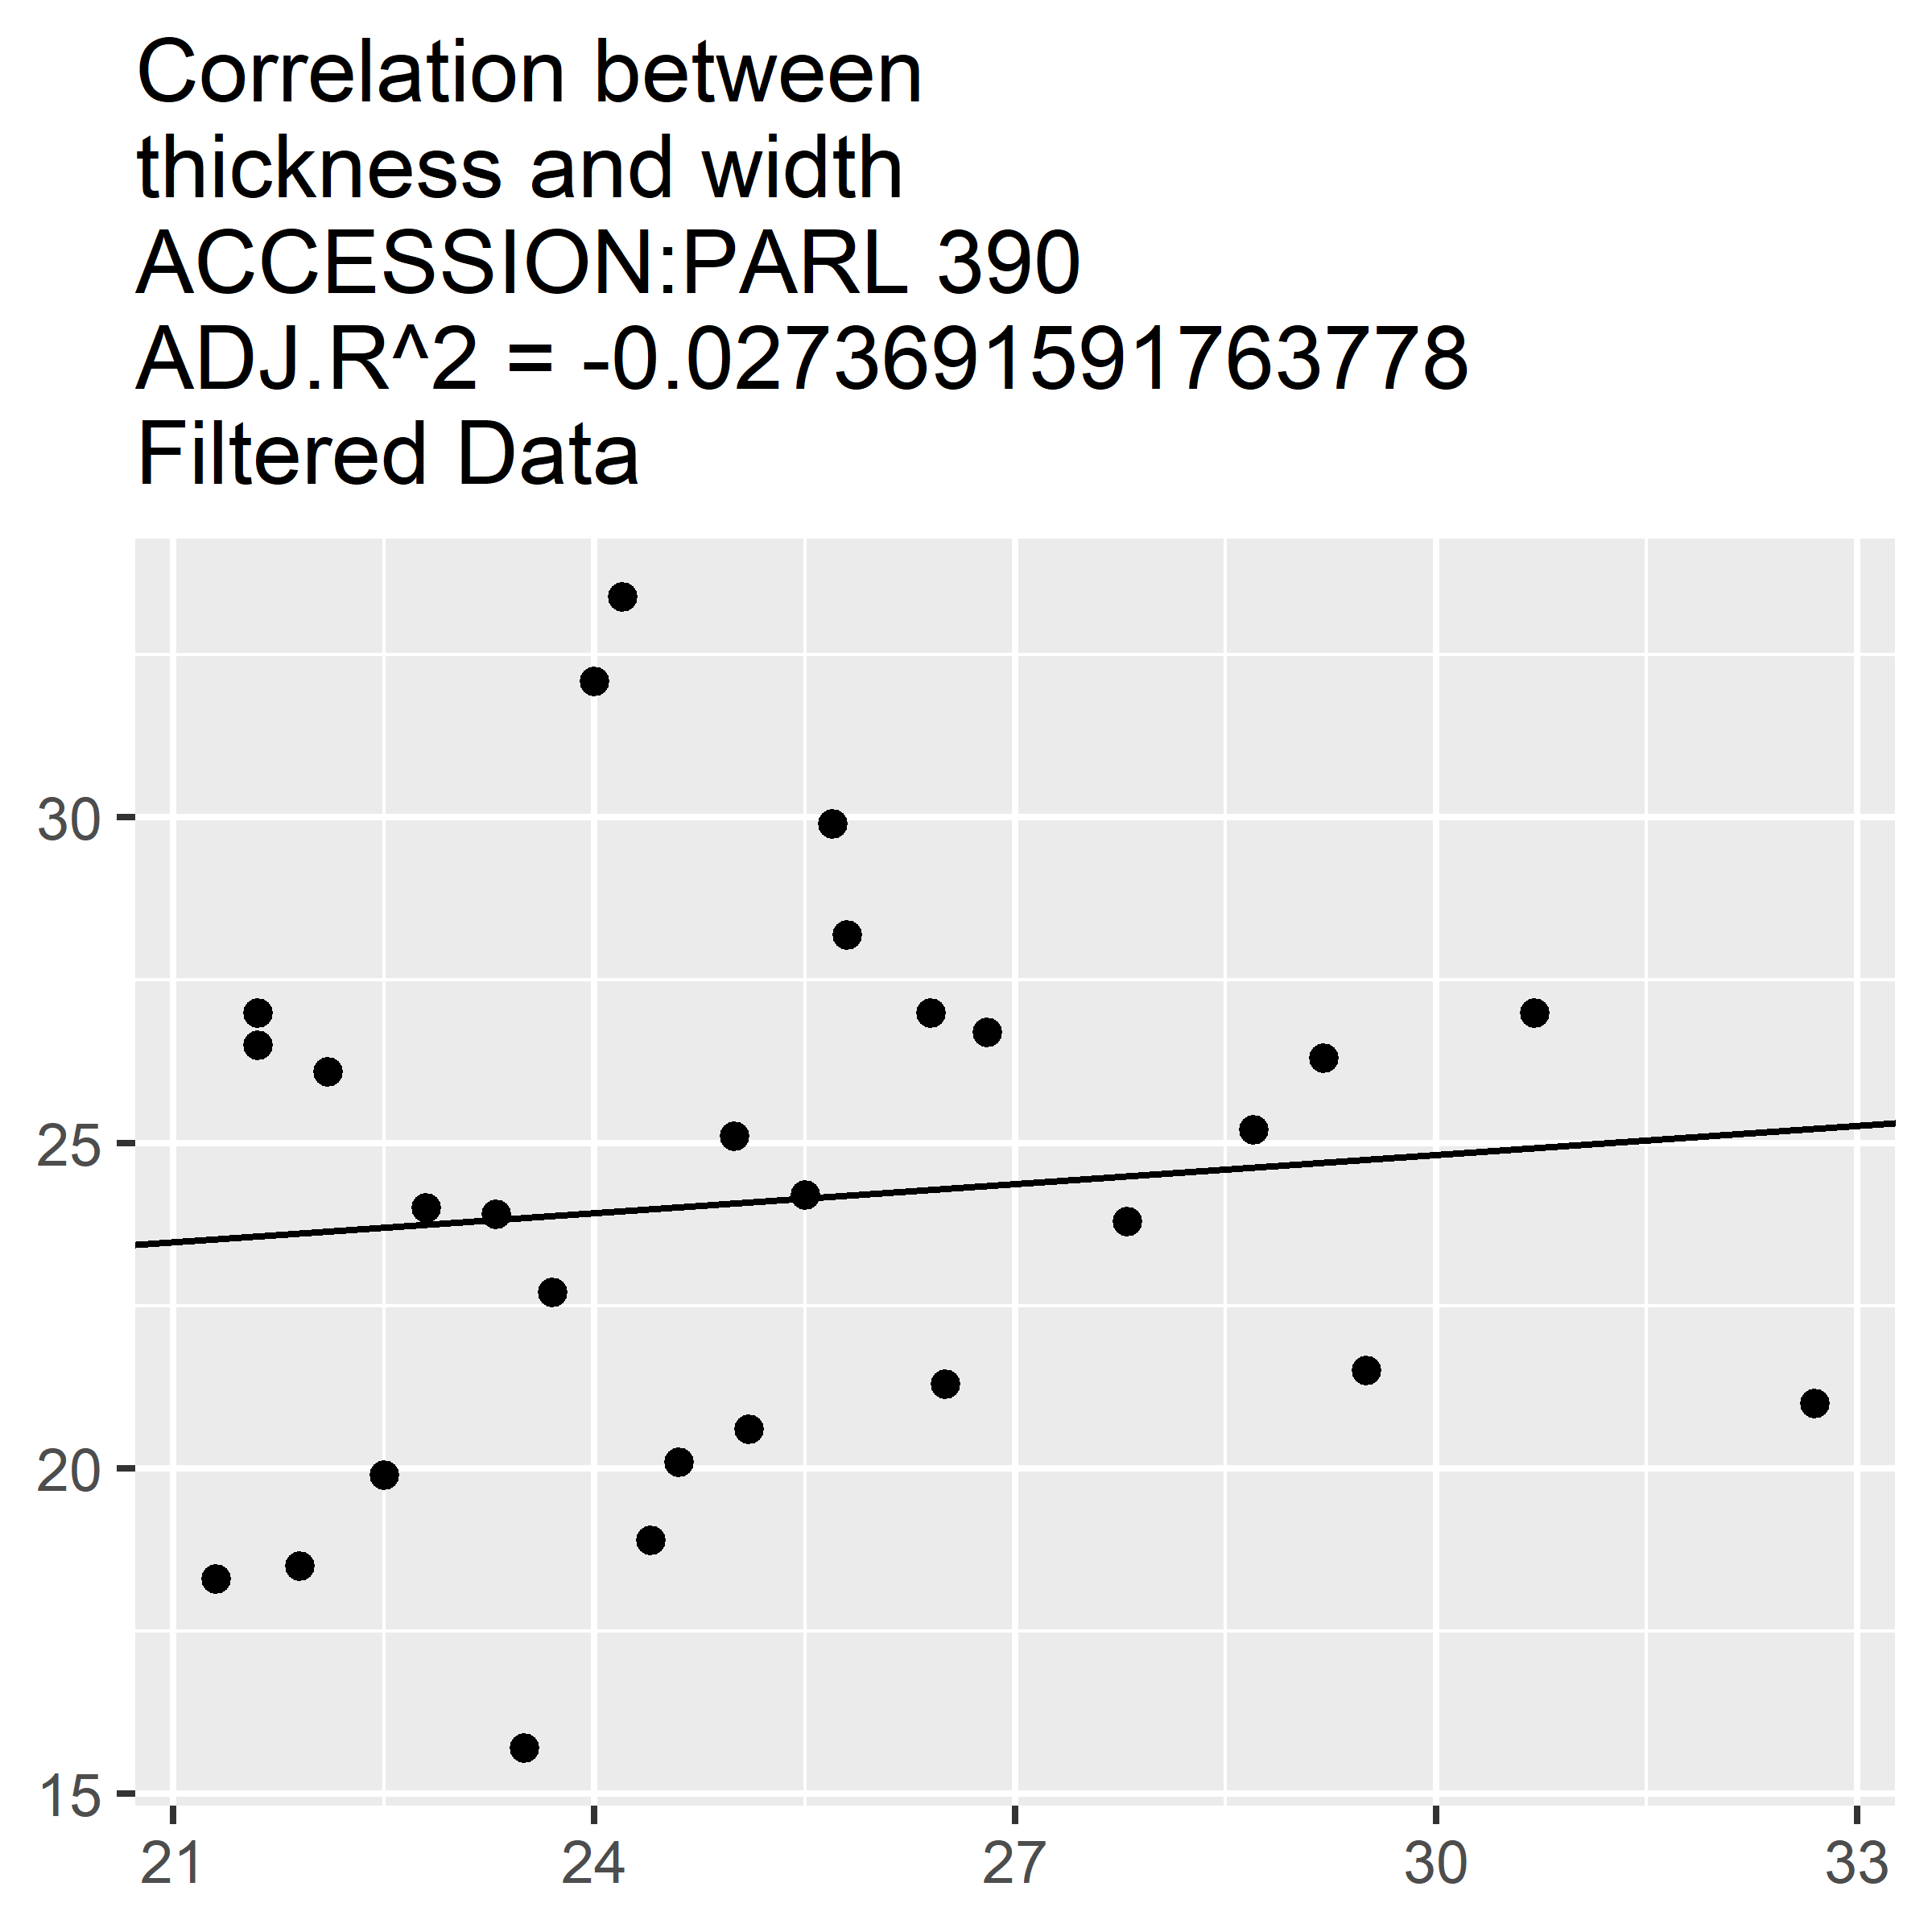 Correlation between
thickness and width
ACCESSION:PARL 390
ADJ.R^2 = -0.0273691591763778
Filtered Data
30
25
20
15
21 24 27 30 33